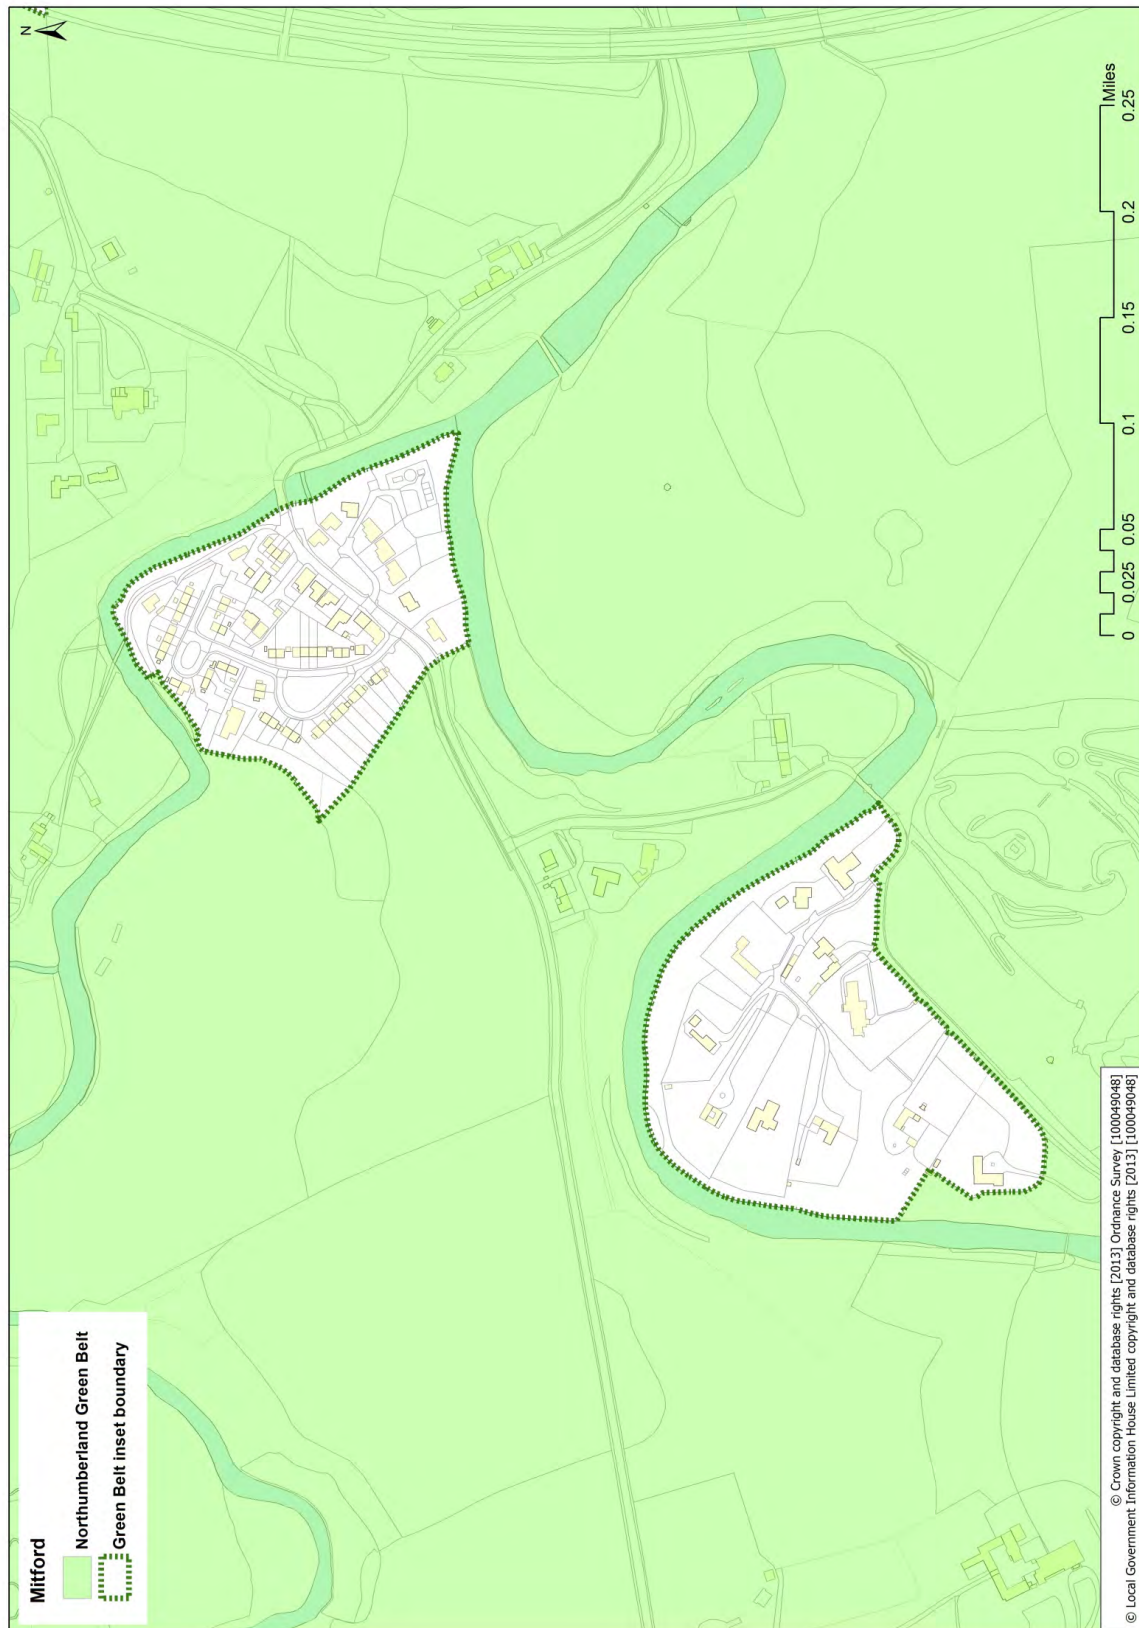 Mitford
Northumberland Green Belt
Green Belt inset boundary
N
Miles
0 0.025 0.05 0.1 0.15 0.2 0.25
© Crown copyright and database rights [2013] Ordnance Survey [100049048]
© Local Government Information House Limited copyright and database rights [2013] [100049048]